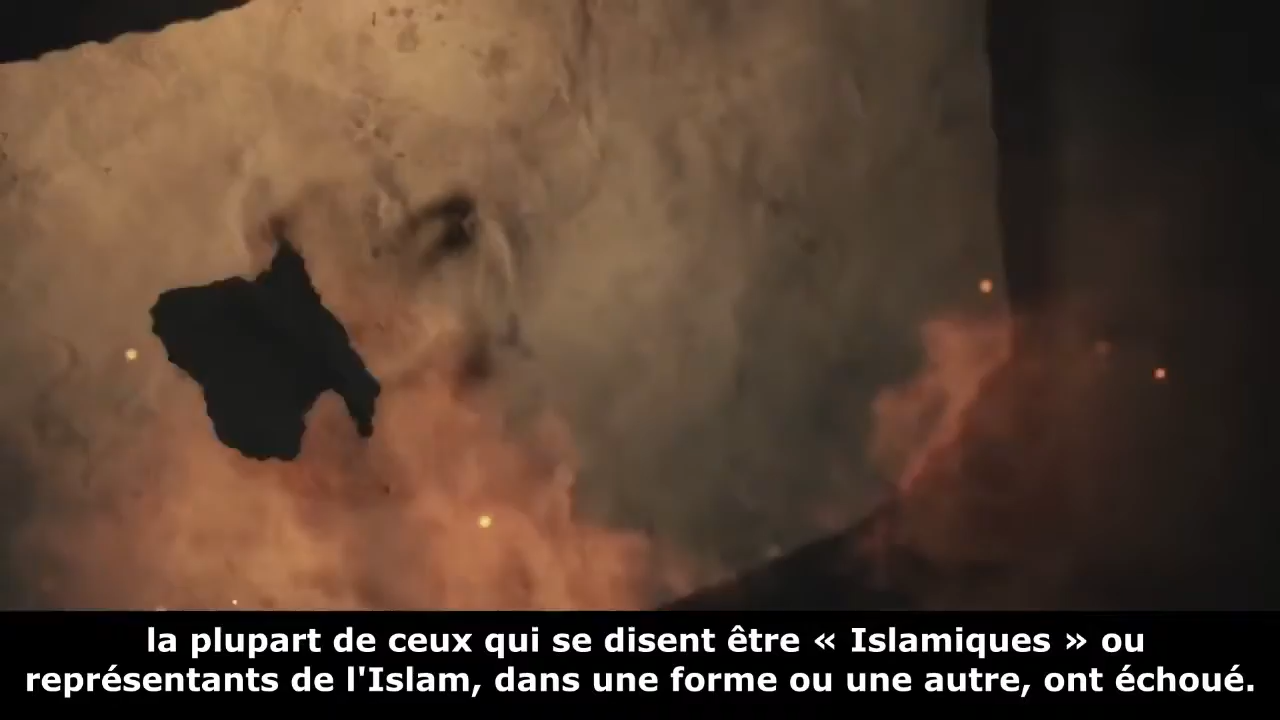 la plupart de ceux qui se disent être « Islamiques » ou
représentants de l'Islam, dans une forme ou une autre, ont échoué.